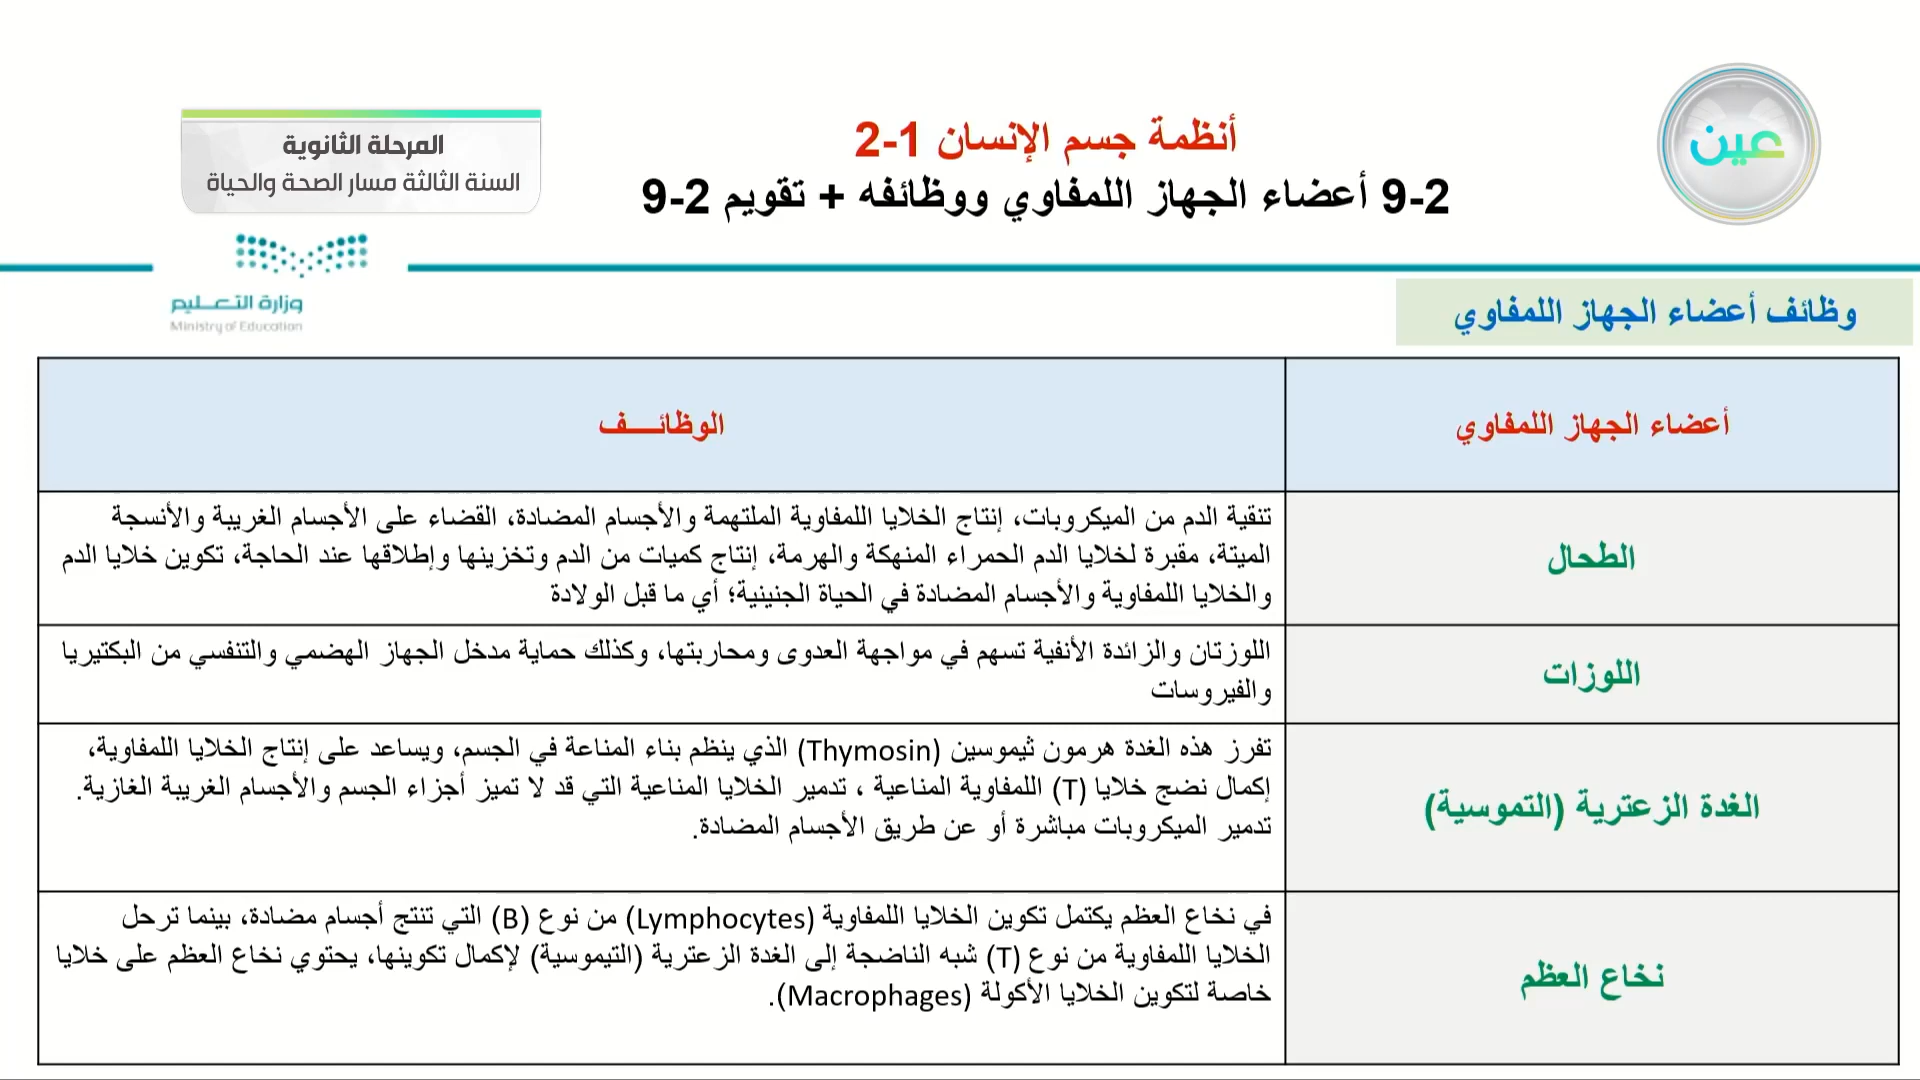 عين
أنظمة جسم الإنسان 1-2
9-2 أعضاء الجهاز اللمفاوي ووظائفه + تقويم 2-9
المرحلة الثانوية
السنة الثالثة مسار الصحة والحياة
وزارة التعـــليم
Ministry of Education
وظائف أعضاء الجهاز اللمفاوي
أعضاء الجهاز اللمفاوي
الوظائـــــف
الطحال
تنقية الدم من الميكروبات، إنتاج الخلايا اللمفاوية الملتهمة والأجسام المضادة، القضاء على الأجسام الغريبة والأنسجة
الميتة، مقبرة لخلايا الدم الحمراء المنهكة والهرمة، إنتاج كميات من الدم وتخزينها وإطلاقها عند الحاجة، تكوين خلايا الدم
والخلايا اللمفاوية والأجسام المضادة في الحياة الجنينية؛ أي ما قبل الولادة
اللوزات
اللوزتان والزائدة الأنفية تسهم في مواجهة العدوى ومحاربتها، وكذلك حماية مدخل الجهاز الهضمي والتنفسي من البكتيريا
والفيروسات
الغدة الزعترية (التموسية)
تفرز هذه الغدة هرمون ثيموسين (Thymosin) الذي ينظم بناء المناعة في الجسم، ويساعد على إنتاج الخلايا اللمفاوية،
إكمال نضج خلايا (T) اللمفاوية المناعية ، تدمير الخلايا المناعية التي قد لا تميز أجزاء الجسم والأجسام الغريبة الغازية.
تدمير الميكروبات مباشرة أو عن طريق الأجسام المضادة.
نخاع العظم
في نخاع العظم يكتمل تكوين الخلايا اللمفاوية (Lymphocytes) من نوع (B) التي تنتج أجسام مضادة، بينما ترحل
الخلايا اللمفاوية من نوع (T) شبه الناضجة إلى الغدة الزعترية (التيموسية) لإكمال تكوينها، يحتوي نخاع العظم على خلايا
خاصة لتكوين الخلايا الأكولة (Macrophages).